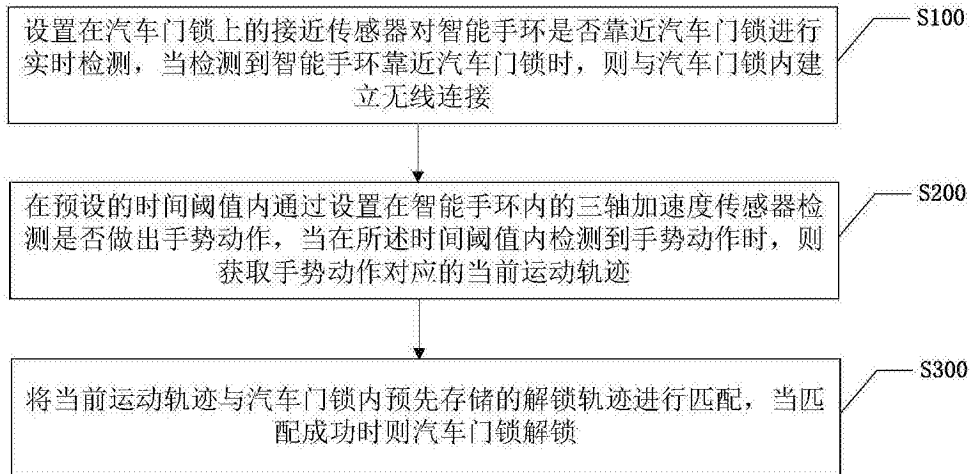 设置在汽车门锁上的接近传感器对智能手环是否靠近汽车门锁进行
实时检测，当检测到智能手环靠近汽车门锁时，则与汽车门锁内建
立无线连接
S100
在预设的时间阈值内通过设置在智能手环内的三轴加速度传感器检
测是否做出手势动作，当在所述时间阈值内检测到手势动作时，则
获取手势动作对应的当前运动轨迹
S200
将当前运动轨迹与汽车门锁内预先存储的解锁轨迹进行匹配，当匹
配成功时则汽车门锁解锁
S300